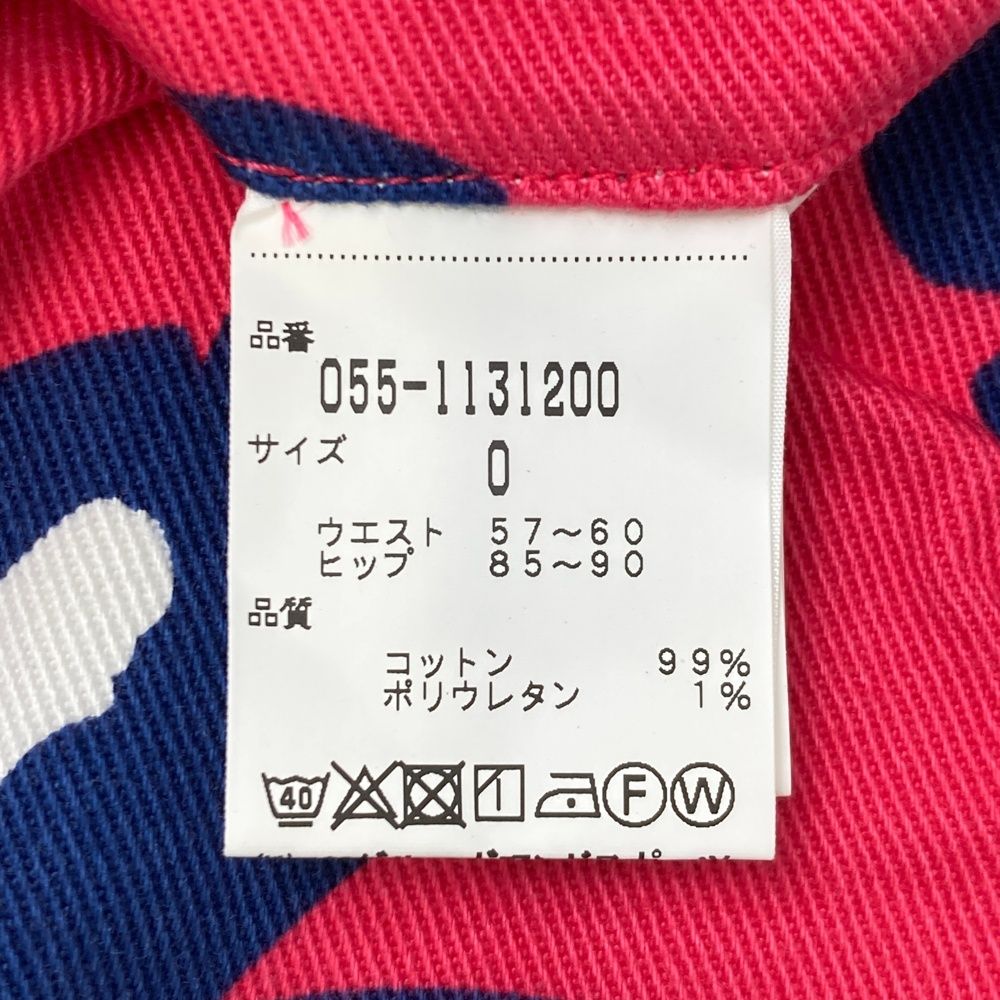 品番
055-1131200
サイズ 0
ウエスト 57～60
ヒップ 85～90
品質
コットン 99%
ポリウレタン 1%
40 F W